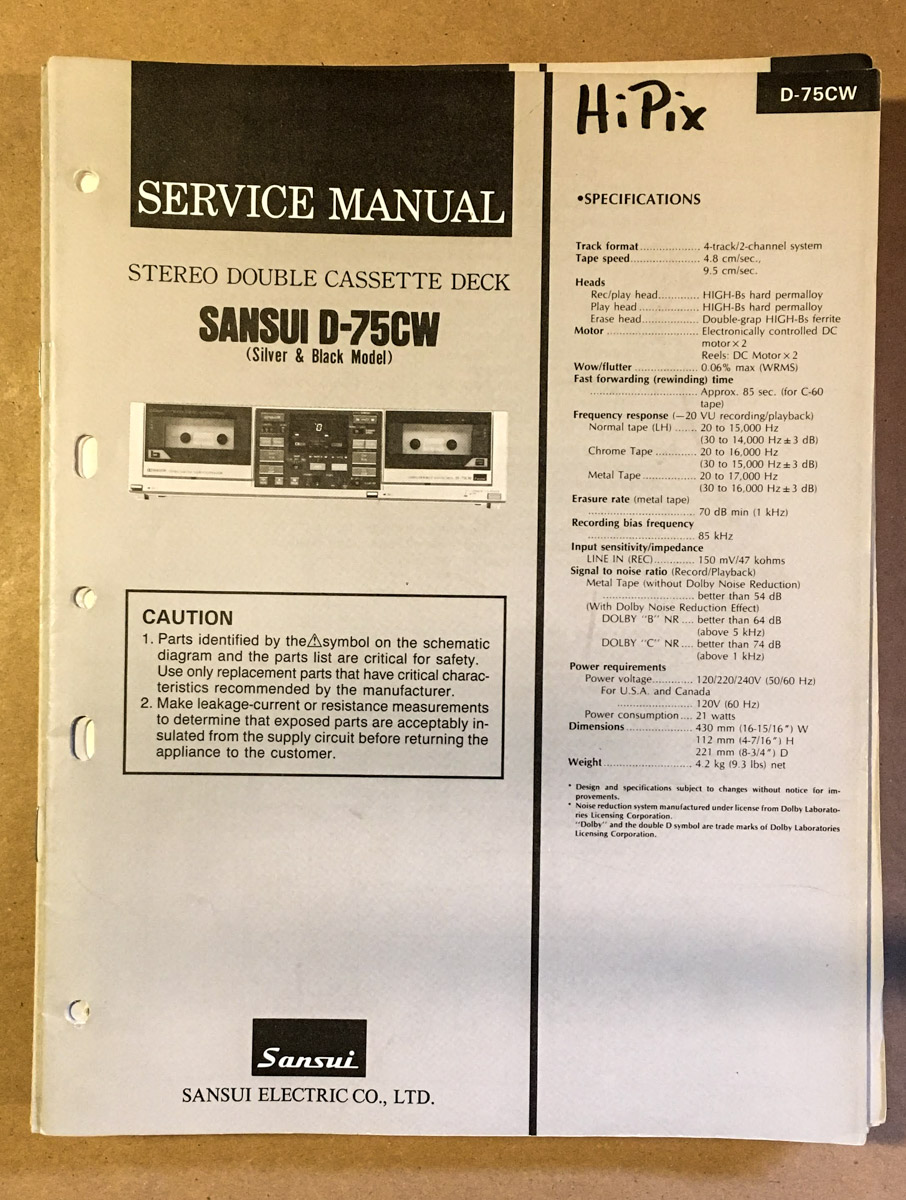 SERVICE MANUAL
STEREO DOUBLE CASSETTE DECK
SANSUI D-75CW
(Silver & Black Model)
CAUTION
1. Parts identified by the⚠symbol on the schematic
diagram and the parts list are critical for safety.
Use only replacement parts that have critical charac-
teristics recommended by the manufacturer.
2. Make leakage-current or resistance measurements
to determine that exposed parts are acceptably in-
sulated from the supply circuit before returning the
appliance to the customer.
Sansui
SANSUI ELECTRIC CO., LTD.
HiPix
D-75CW
•SPECIFICATIONS
Track format ................... 4-track/2-channel system
Tape speed...................... 4.8 cm/sec.,
9.5 cm/sec.
Heads
Rec/play head............. HIGH-Bs hard permalloy
Play head ................... HIGH-Bs hard permalloy
Erase head.................. Double-grap HIGH-Bs ferrite
Motor ............................. Electronically controlled DC
motor × 2
Reels: DC Motor × 2
Wow/flutter .................... 0.06% max (WRMS)
Fast forwarding (rewinding) time
.................................. Approx. 85 sec. (for C-60
tape)
Frequency response (−20 VU recording/playback)
Normal tape (LH) ....... 20 to 15,000 Hz
(30 to 14,000 Hz ± 3 dB)
Chrome Tape ............. 20 to 16,000 Hz
(30 to 15,000 Hz ± 3 dB)
Metal Tape ................. 20 to 17,000 Hz
(30 to 16,000 Hz ± 3 dB)
Erasure rate (metal tape)
.................................. 70 dB min (1 kHz)
Recording bias frequency
.................................. 85 kHz
Input sensitivity/impedance
LINE IN (REC)............. 150 mV/47 kohms
Signal to noise ratio (Record/Playback)
Metal Tape (without Dolby Noise Reduction)
............................. better than 54 dB
(With Dolby Noise Reduction Effect)
DOLBY "B" NR .... better than 64 dB
(above 5 kHz)
DOLBY "C" NR .... better than 74 dB
(above 1 kHz)
Power requirements
Power voltage............. 120/220/240V (50/60 Hz)
For U.S.A. and Canada
........................ 120V (60 Hz)
Power consumption .... 21 watts
Dimensions ..................... 430 mm (16-15/16") W
112 mm (4-7/16") H
221 mm (8-3/4") D
Weight ............................ 4.2 kg (9.3 lbs) net
* Design and specifications subject to changes without notice for im-
provements.
* Noise reduction system manufactured under license from Dolby Laborato-
ries Licensing Corporation.
"Dolby" and the double D symbol are trade marks of Dolby Laboratories
Licensing Corporation.